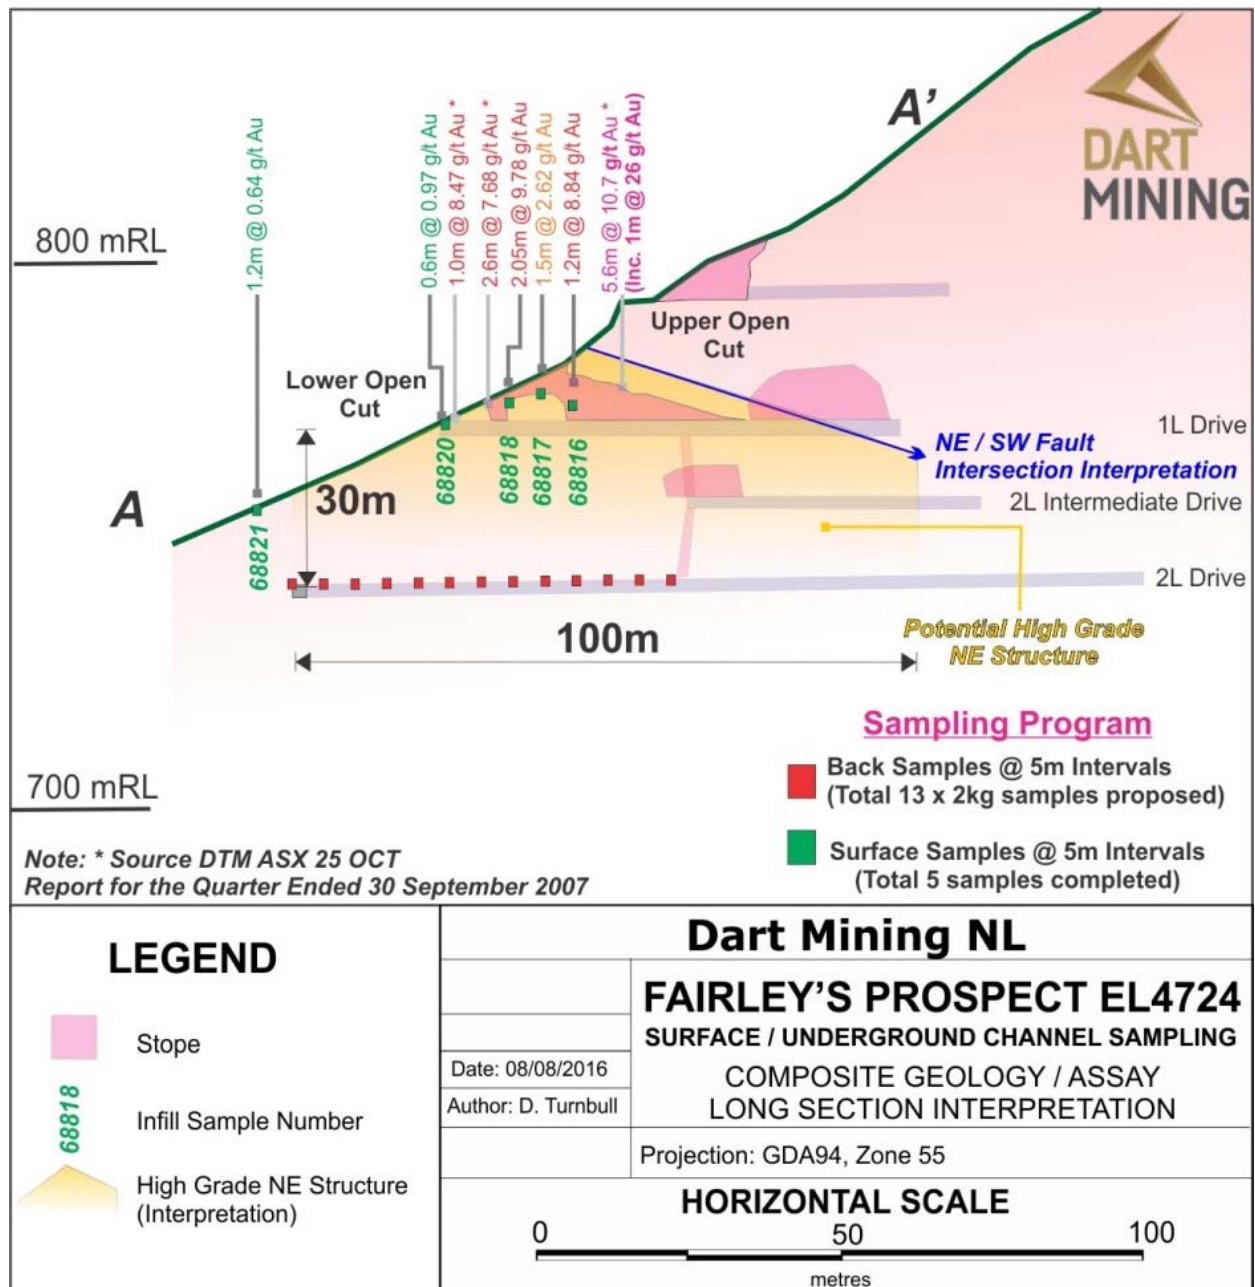 A'
DART
MINING
800 mRL
1.2m @ 0.64 g/t Au
0.6m @ 0.97 g/t Au
1.0m @ 8.47 g/t Au *
2.6m @ 7.68 g/t Au *
2.05m @ 9.78 g/t Au
1.5m @ 2.62 g/t Au
1.2m @ 8.84 g/t Au
5.6m @ 10.7 g/t Au *
(Inc. 1m @ 26 g/t Au)
Upper Open
Cut
Lower Open
Cut
1L Drive
NE / SW Fault
Intersection Interpretation
68820
68818
68817
68816
30m
A
68821
2L Intermediate Drive
2L Drive
100m
Potential High Grade
NE Structure
Sampling Program
Back Samples @ 5m Intervals
(Total 13 x 2kg samples proposed)
Surface Samples @ 5m Intervals
(Total 5 samples completed)
700 mRL
Note: * Source DTM ASX 25 OCT
Report for the Quarter Ended 30 September 2007
LEGEND
Stope
68818
Infill Sample Number
High Grade NE Structure
(Interpretation)
Dart Mining NL
FAIRLEY'S PROSPECT EL4724
SURFACE / UNDERGROUND CHANNEL SAMPLING
Date: 08/08/2016
Author: D. Turnbull
COMPOSITE GEOLOGY / ASSAY
LONG SECTION INTERPRETATION
Projection: GDA94, Zone 55
HORIZONTAL SCALE
0 50 100
metres